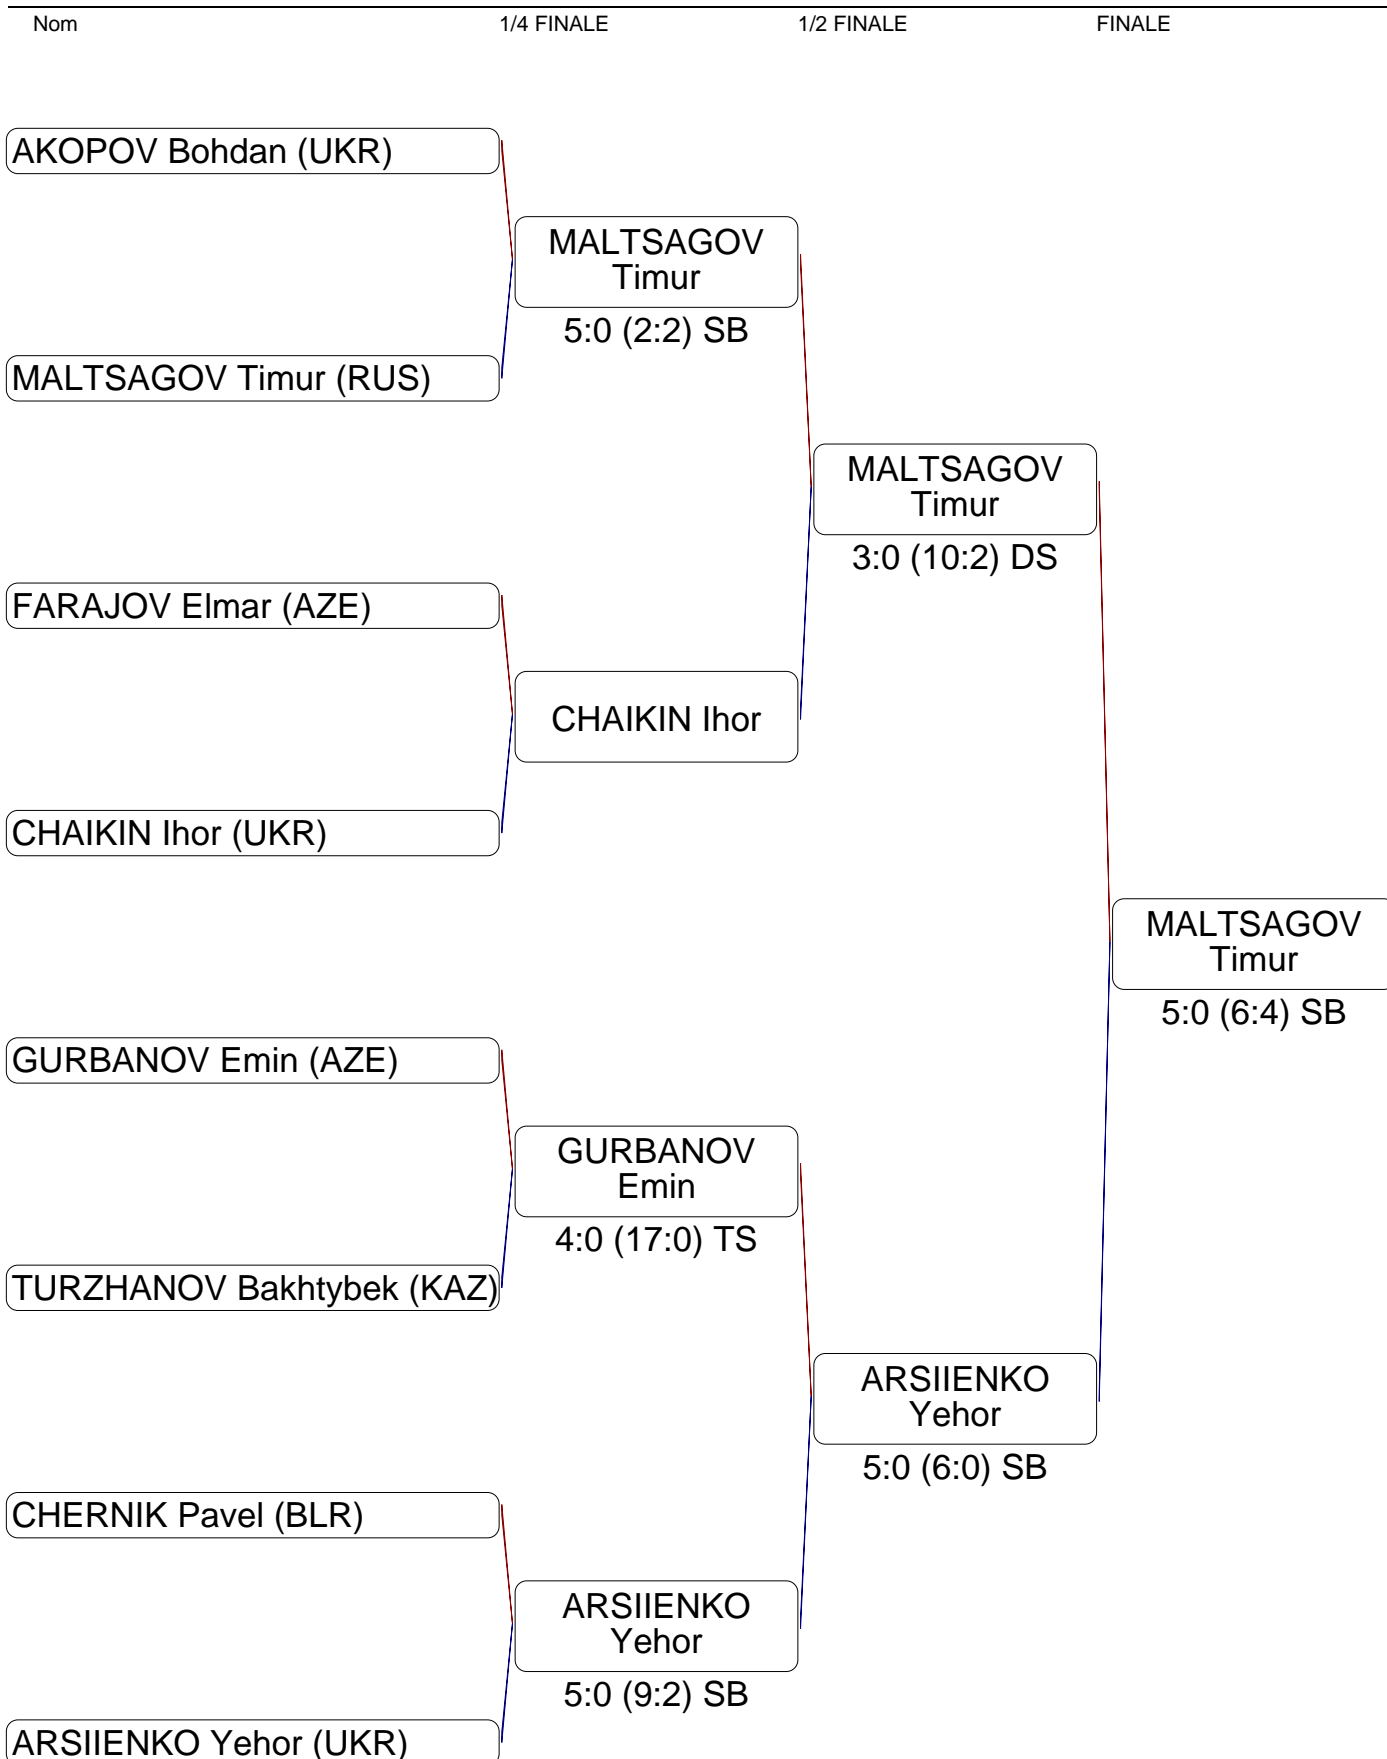 Nom 1/4 FINALE 1/2 FINALE FINALE
AKOPOV Bohdan (UKR)
MALTSAGOV
Timur
5:0 (2:2) SB
MALTSAGOV Timur (RUS)
MALTSAGOV
Timur
3:0 (10:2) DS
FARAJOV Elmar (AZE)
CHAIKIN Ihor
CHAIKIN Ihor (UKR)
MALTSAGOV
Timur
5:0 (6:4) SB
GURBANOV Emin (AZE)
GURBANOV
Emin
4:0 (17:0) TS
TURZHANOV Bakhtybek (KAZ)
ARSIIENKO
Yehor
5:0 (6:0) SB
CHERNIK Pavel (BLR)
ARSIIENKO
Yehor
5:0 (9:2) SB
ARSIIENKO Yehor (UKR)